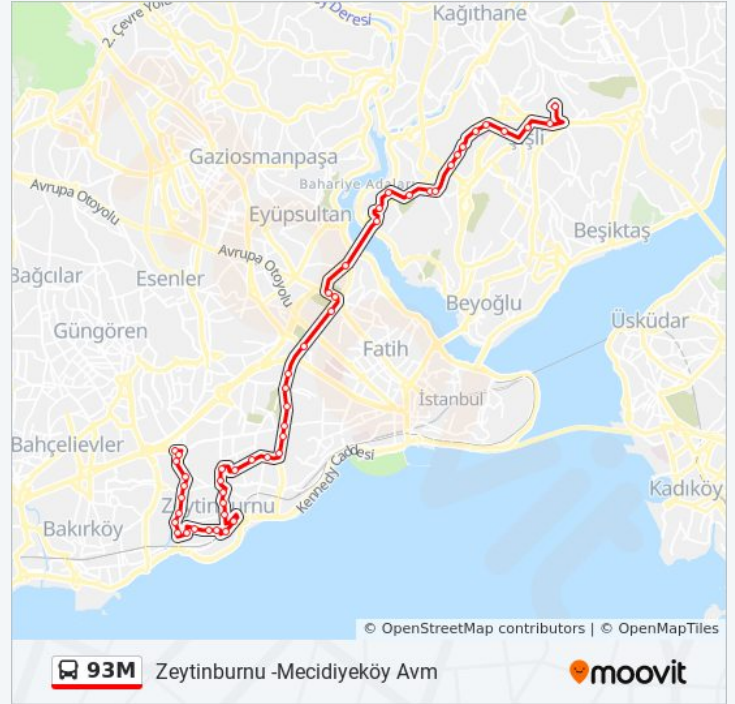 Kağıthane
Deresi
2. Çevre Yolu
Gaziosmanpaşa
Şişli
Bahariye Adaları
Avrupa Otoyolu
Eyüpsultan
Beşiktaş
Avrupa Otoyolu
Bağcılar
Esenler
Beyoğlu
Üsküdar
Güngören
Fatih
İstanbul
Bahçelievler
Kennedy Caddesi
Kadıköy
Zeytinburnu
Bakırköy
© OpenStreetMap contributors | © OpenMapTiles
93M Zeytinburnu -Mecidiyeköy Avm
moovit